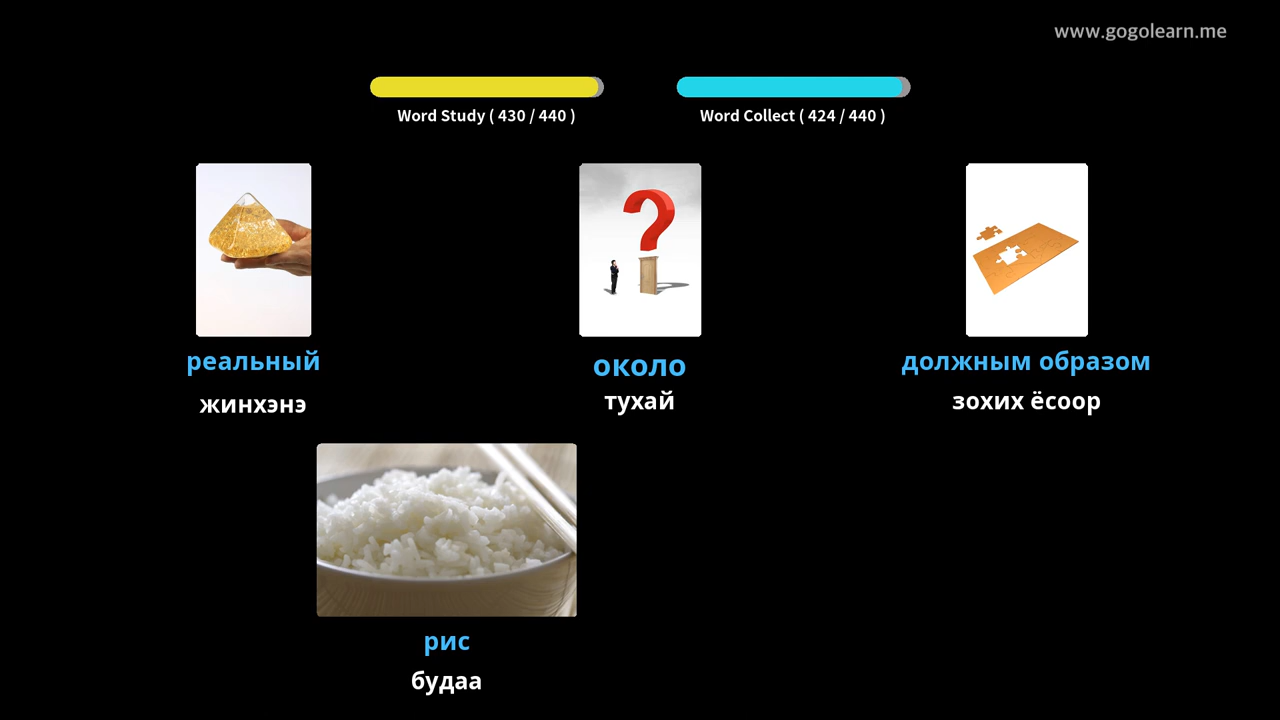 www.gogolearn.me
Word Study ( 430 / 440 )
Word Collect ( 424 / 440 )
реальный
жинхэнэ
около
тухай
должным образом
зохих ёсоор
рис
будаа